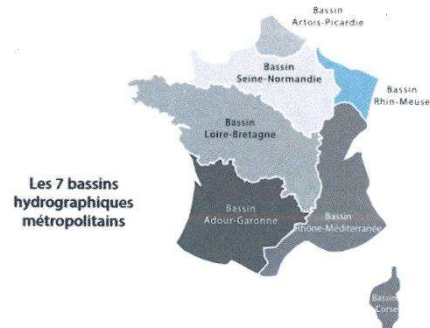 Bassin
Artois-Picardie
Bassin
Seine-Normandie
Bassin
Rhin-Meuse
Bassin
Loire-Bretagne
Les 7 bassins
hydrographiques
métropolitains
Bassin
Adour-Garonne
Bassin
Rhône-Méditerranée
Bassin
Corse